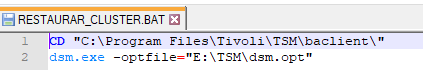 RESTAURAR_CLUSTER.BAT
1 CD "C:\Program Files\Tivoli\TSM\baclient\"
2 dsm.exe -optfile="E:\TSM\dsm.opt"